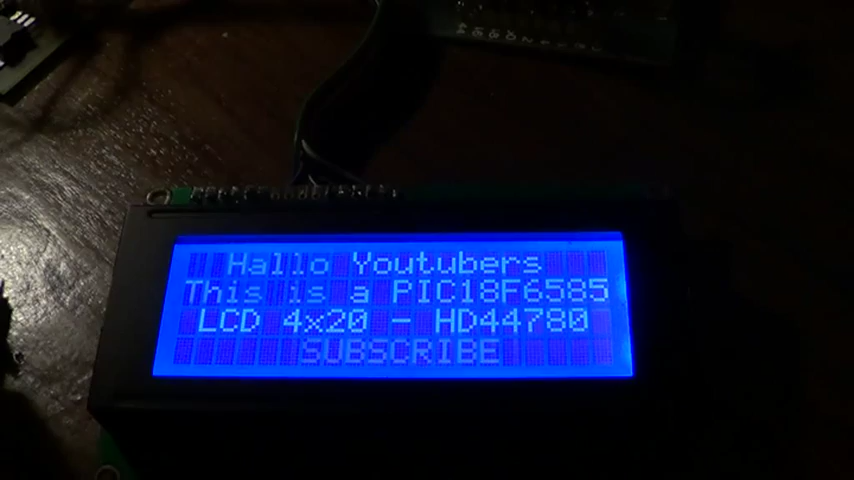 Hallo Youtubers
This is a PIC18F6585
LCD 4x20 - HD44780
SUBSCRIBE